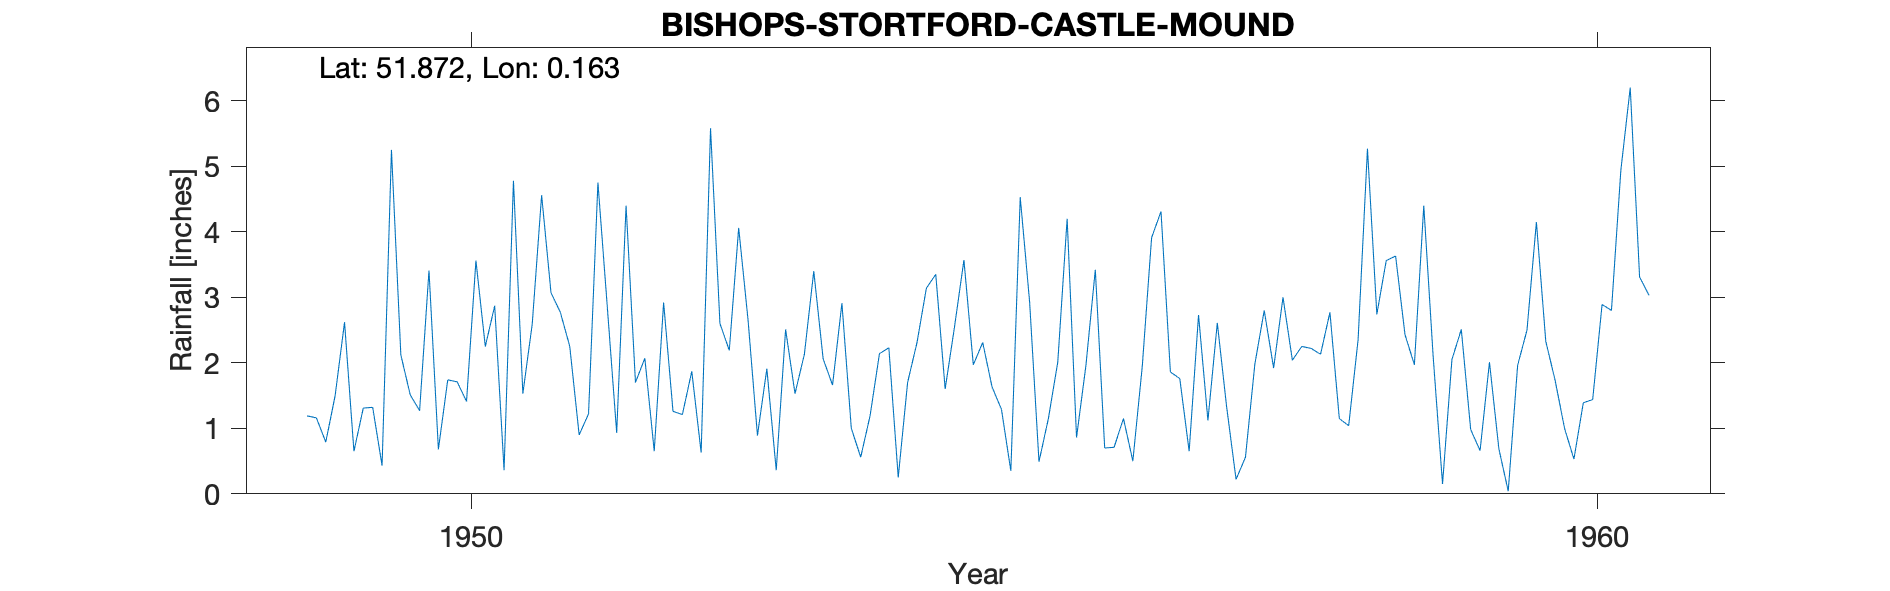 BISHOPS-STORTFORD-CASTLE-MOUND
Lat: 51.872, Lon: 0.163
Rainfall [inches]
6
5
4
3
2
1
0
1950
1960
Year